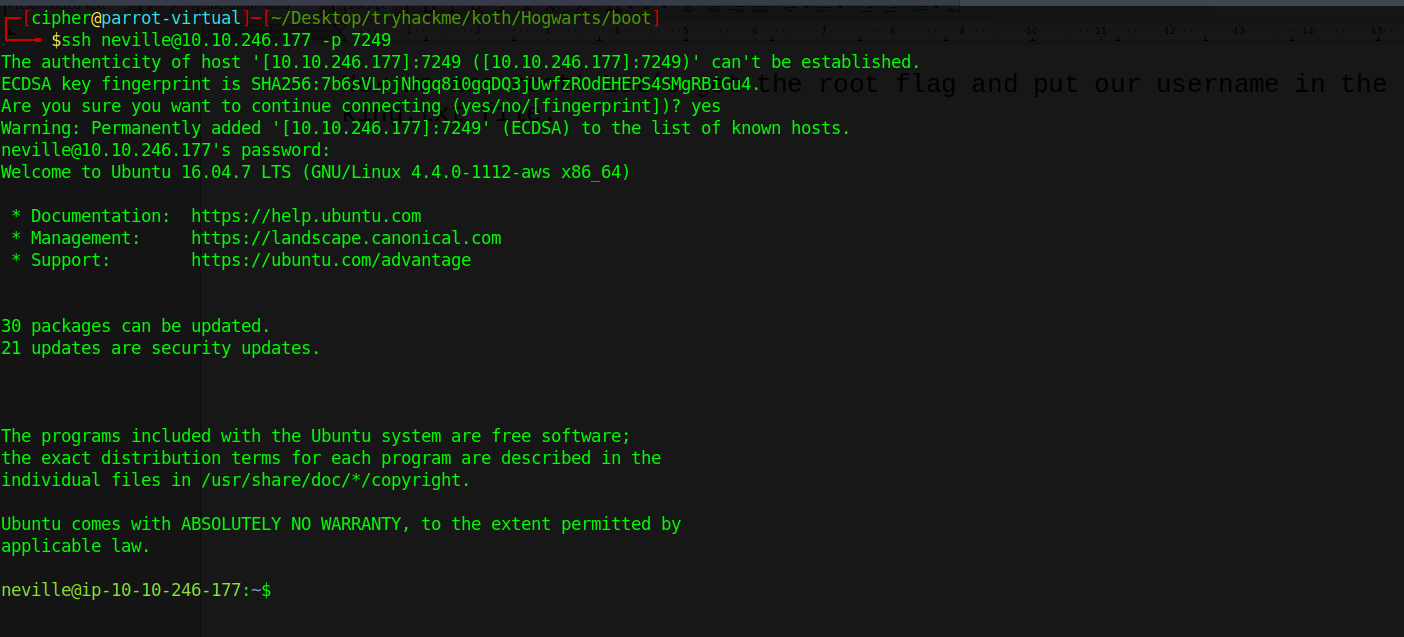 [cipher@parrot-virtual]-[~/Desktop/tryhackme/koth/Hogwarts/boot]
$ssh neville@10.10.246.177 -p 7249
The authenticity of host '[10.10.246.177]:7249 ([10.10.246.177]:7249)' can't be established.
ECDSA key fingerprint is SHA256:7b6sVLpjNhgq8i0gqDQ3jUwfzROdEHEPS4SMgRBiGu4.
the root flag and put our username in the
Are you sure you want to continue connecting (yes/no/[fingerprint])? yes
Warning: Permanently added '[10.10.246.177]:7249' (ECDSA) to the list of known hosts.
neville@10.10.246.177's password:
Welcome to Ubuntu 16.04.7 LTS (GNU/Linux 4.4.0-1112-aws x86_64)
* Documentation: https://help.ubuntu.com
* Management: https://landscape.canonical.com
* Support: https://ubuntu.com/advantage
30 packages can be updated.
21 updates are security updates.
The programs included with the Ubuntu system are free software;
the exact distribution terms for each program are described in the
individual files in /usr/share/doc/*/copyright.
Ubuntu comes with ABSOLUTELY NO WARRANTY, to the extent permitted by
applicable law.
neville@ip-10-10-246-177:~$